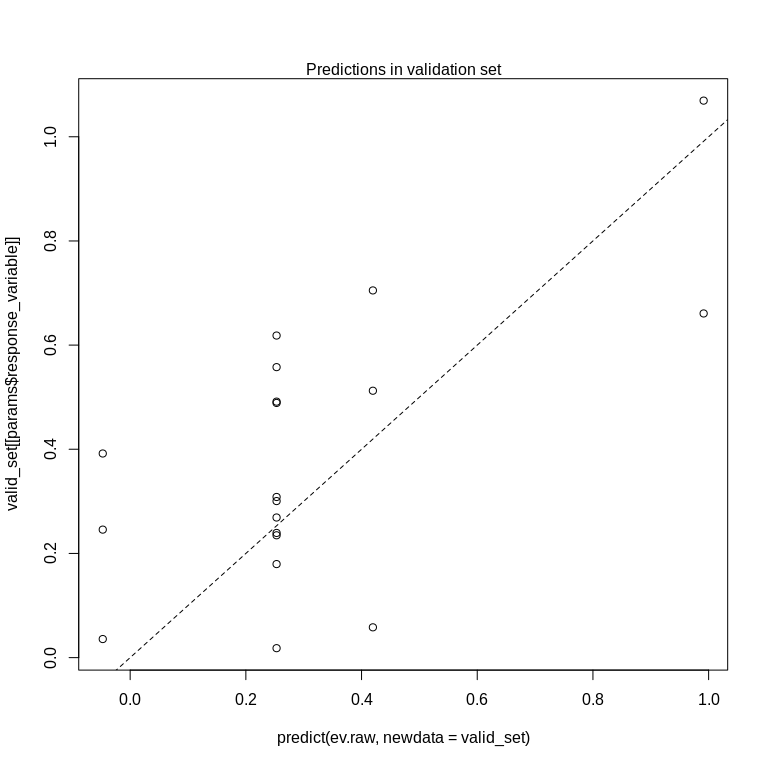 Predictions in validation set
valid_set[[params$response_variable]]
1.0
0.8
0.6
0.4
0.2
0.0
0.0 0.2 0.4 0.6 0.8 1.0
predict(ev.raw, newdata = valid_set)